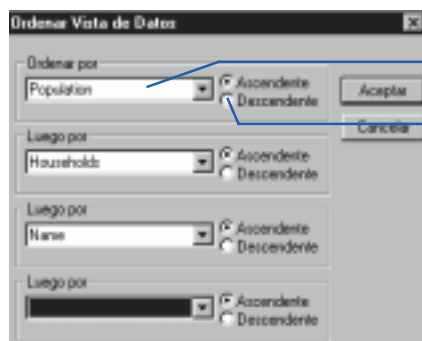 Ordenar Vista de Datos
Ordenar por
Population
Ascendente
Descendente
Aceptar
Cancelar
Luego por
Households
Ascendente
Descendente
Luego por
Name
Ascendente
Descendente
Luego por
Ascendente
Descendente